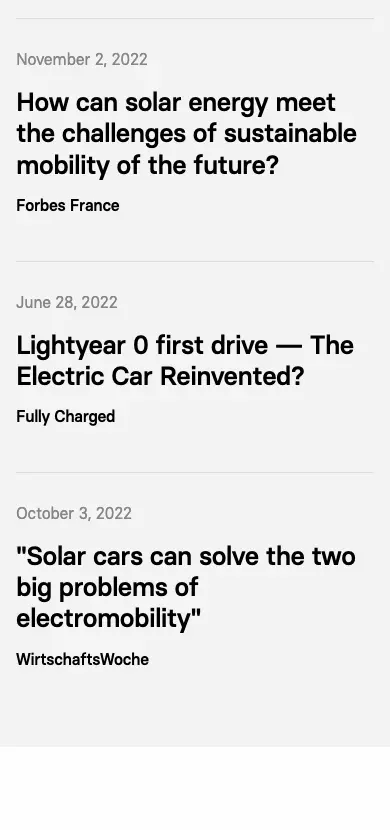 November 2, 2022
How can solar energy meet
the challenges of sustainable
mobility of the future?
Forbes France
June 28, 2022
Lightyear 0 first drive — The
Electric Car Reinvented?
Fully Charged
October 3, 2022
"Solar cars can solve the two
big problems of
electromobility"
WirtschaftsWoche